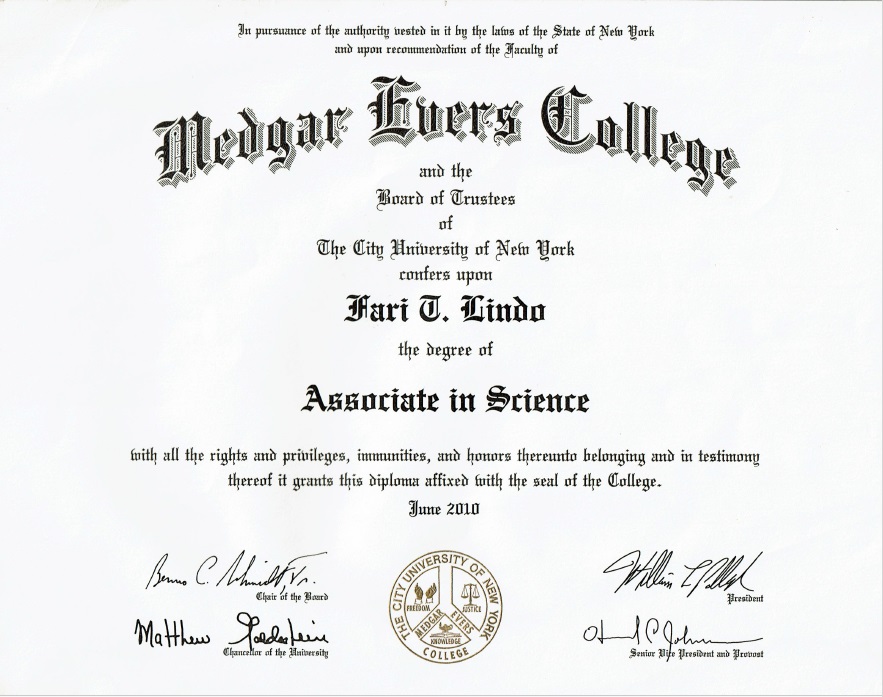 In pursuance of the authority vested in it by the laws of the State of New York
and upon recommendation of the Faculty of
Medgar Evers College
and the
Board of Trustees
of
The City University of New York
confers upon
Fari T. Lindo
the degree of
Associate in Science
with all the rights and privileges, immunities, and honors thereunto belonging and in testimony
thereof it grants this diploma affixed with the seal of the College.
June 2010
Benno C. Schmidt, Jr.
Chair of the Board
Matthew Goldstein
Chancellor of the University
THE CITY UNIVERSITY OF NEW YORK
FREEDOM
JUSTICE
MEDGAR EVERS
KNOWLEDGE
COLLEGE
William L. Pollard
President
Johnson
Senior Vice President and Provost